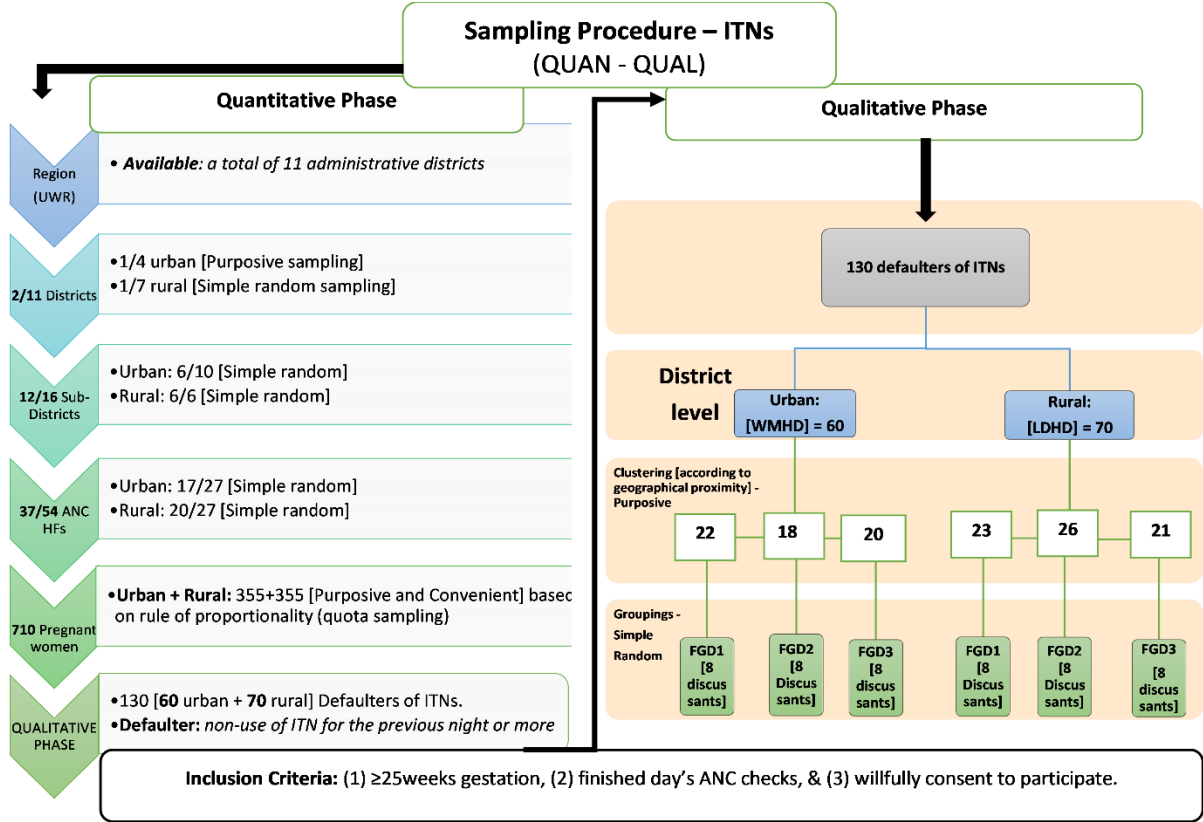 Sampling Procedure – ITNs
(QUAN - QUAL)
Quantitative Phase
Region
(UWR)
• Available: a total of 11 administrative districts
2/11 Districts
•1/4 urban [Purposive sampling]
•1/7 rural [Simple random sampling]
12/16 Sub-
Districts
•Urban: 6/10 [Simple random]
•Rural: 6/6 [Simple random]
37/54 ANC
HFs
•Urban: 17/27 [Simple random]
•Rural: 20/27 [Simple random]
710 Pregnant
women
•Urban + Rural: 355+355 [Purposive and Convenient] based
on rule of proportionality (quota sampling)
QUALITATIVE
PHASE
•130 [60 urban + 70 rural] Defaulters of ITNs.
•Defaulter: non-use of ITN for the previous night or more
Qualitative Phase
130 defaulters of ITNs
District
level
Urban:
[WMHD] = 60
Rural:
[LDHD] = 70
Clustering [according to
geographical proximity] -
Purposive
22
18
20
23
26
21
Groupings -
Simple
Random
FGD1
[8
discus
sants]
FGD2
[8
Discus
sants]
FGD3
[8
discus
sants]
FGD1
[8
Discus
sants]
FGD2
[8
Discus
sants]
FGD3
[8
discus
sants]
Inclusion Criteria: (1) ≥25weeks gestation, (2) finished day's ANC checks, & (3) willfully consent to participate.